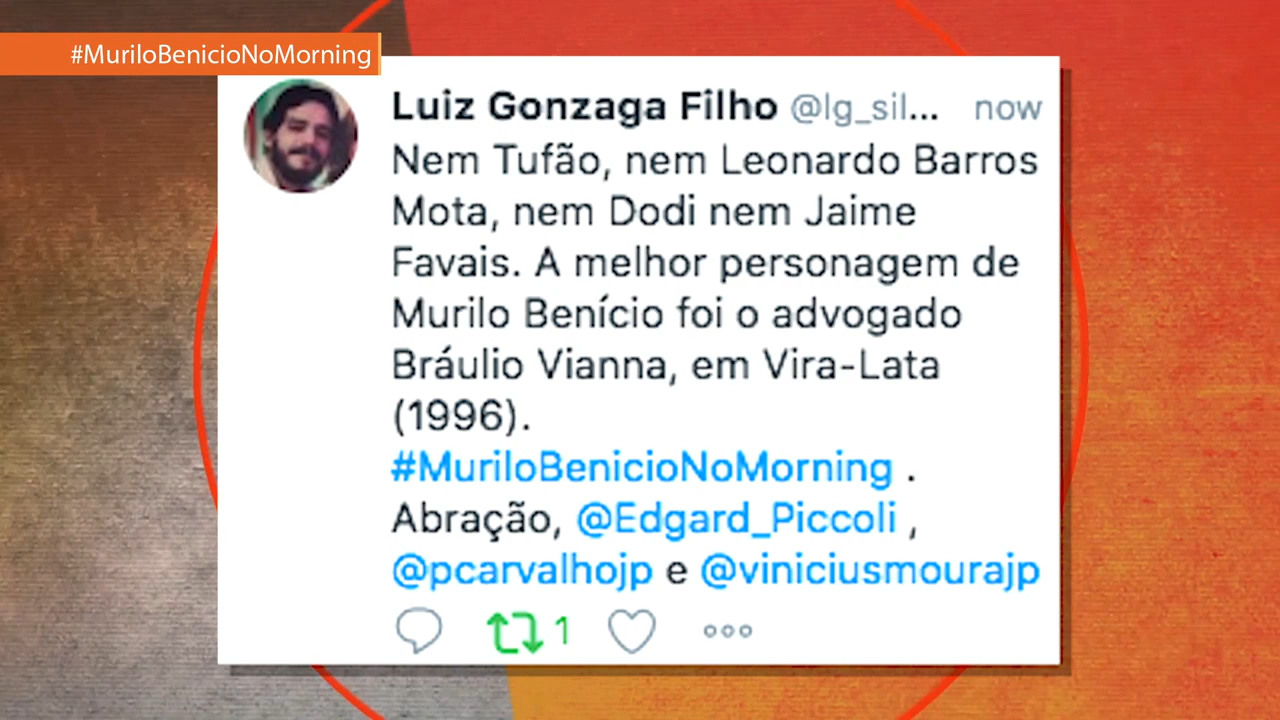 #MuriloBenicioNoMorning
Luiz Gonzaga Filho @lg_sil... now
Nem Tufão, nem Leonardo Barros
Mota, nem Dodi nem Jaime
Favais. A melhor personagem de
Murilo Benício foi o advogado
Bráulio Vianna, em Vira-Lata
(1996).
#MuriloBenicioNoMorning .
Abração, @Edgard_Piccoli ,
@pcarvalhojp e @viniciusmourajp
1